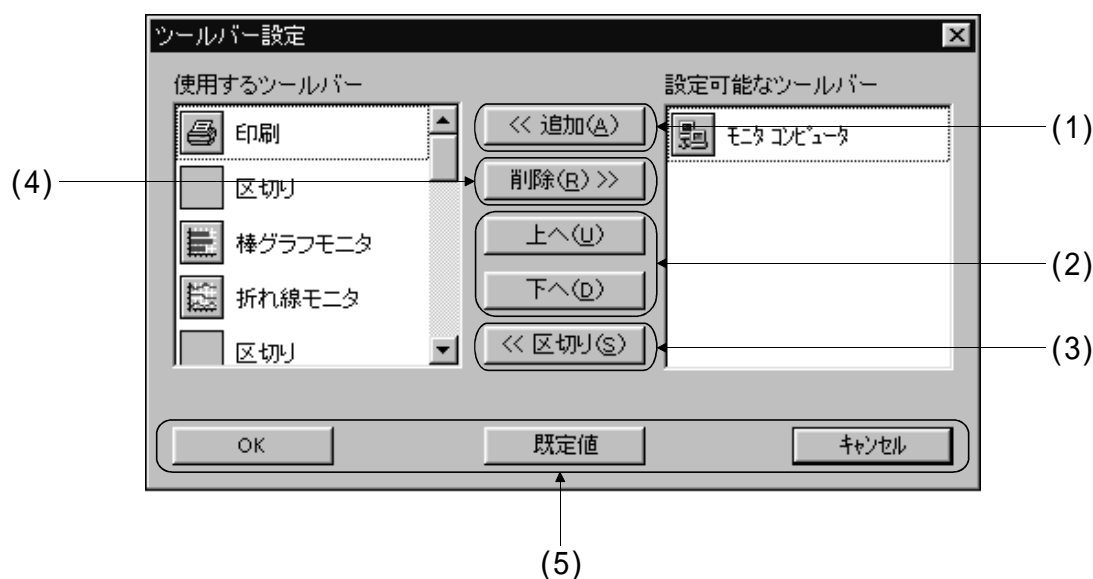 ツールバー設定
使用するツールバー
設定可能なツールバー
印刷
区切り
棒グラフモニタ
折れ線モニタ
区切り
<< 追加(A)
削除(R) >>
上へ(U)
下へ(D)
<< 区切り(S)
ﾓﾆﾀ ｺﾝﾋﾟｭｰﾀ
OK
既定値
ｷｬﾝｾﾙ
(1)
(4)
(2)
(3)
(5)